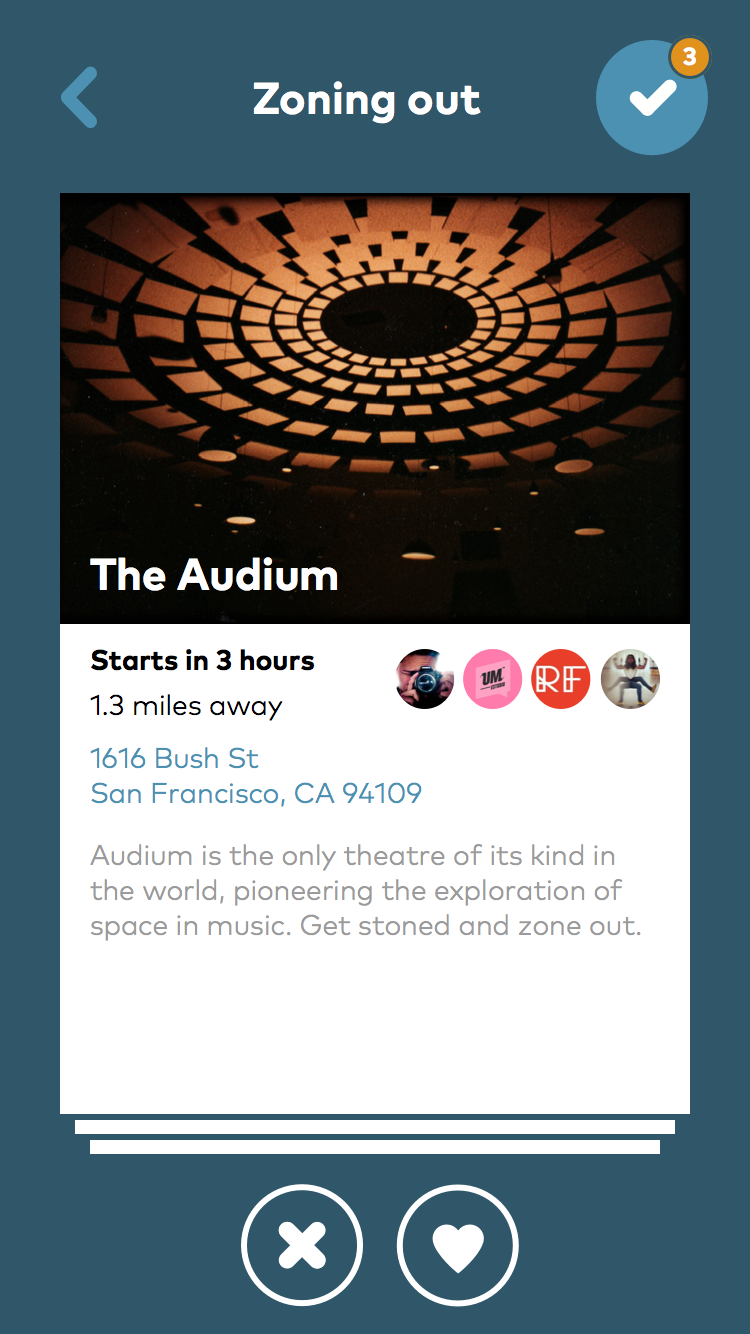 Zoning out
3
The Audium
Starts in 3 hours
1.3 miles away
UM
RF
1616 Bush St
San Francisco, CA 94109
Audium is the only theatre of its kind in
the world, pioneering the exploration of
space in music. Get stoned and zone out.